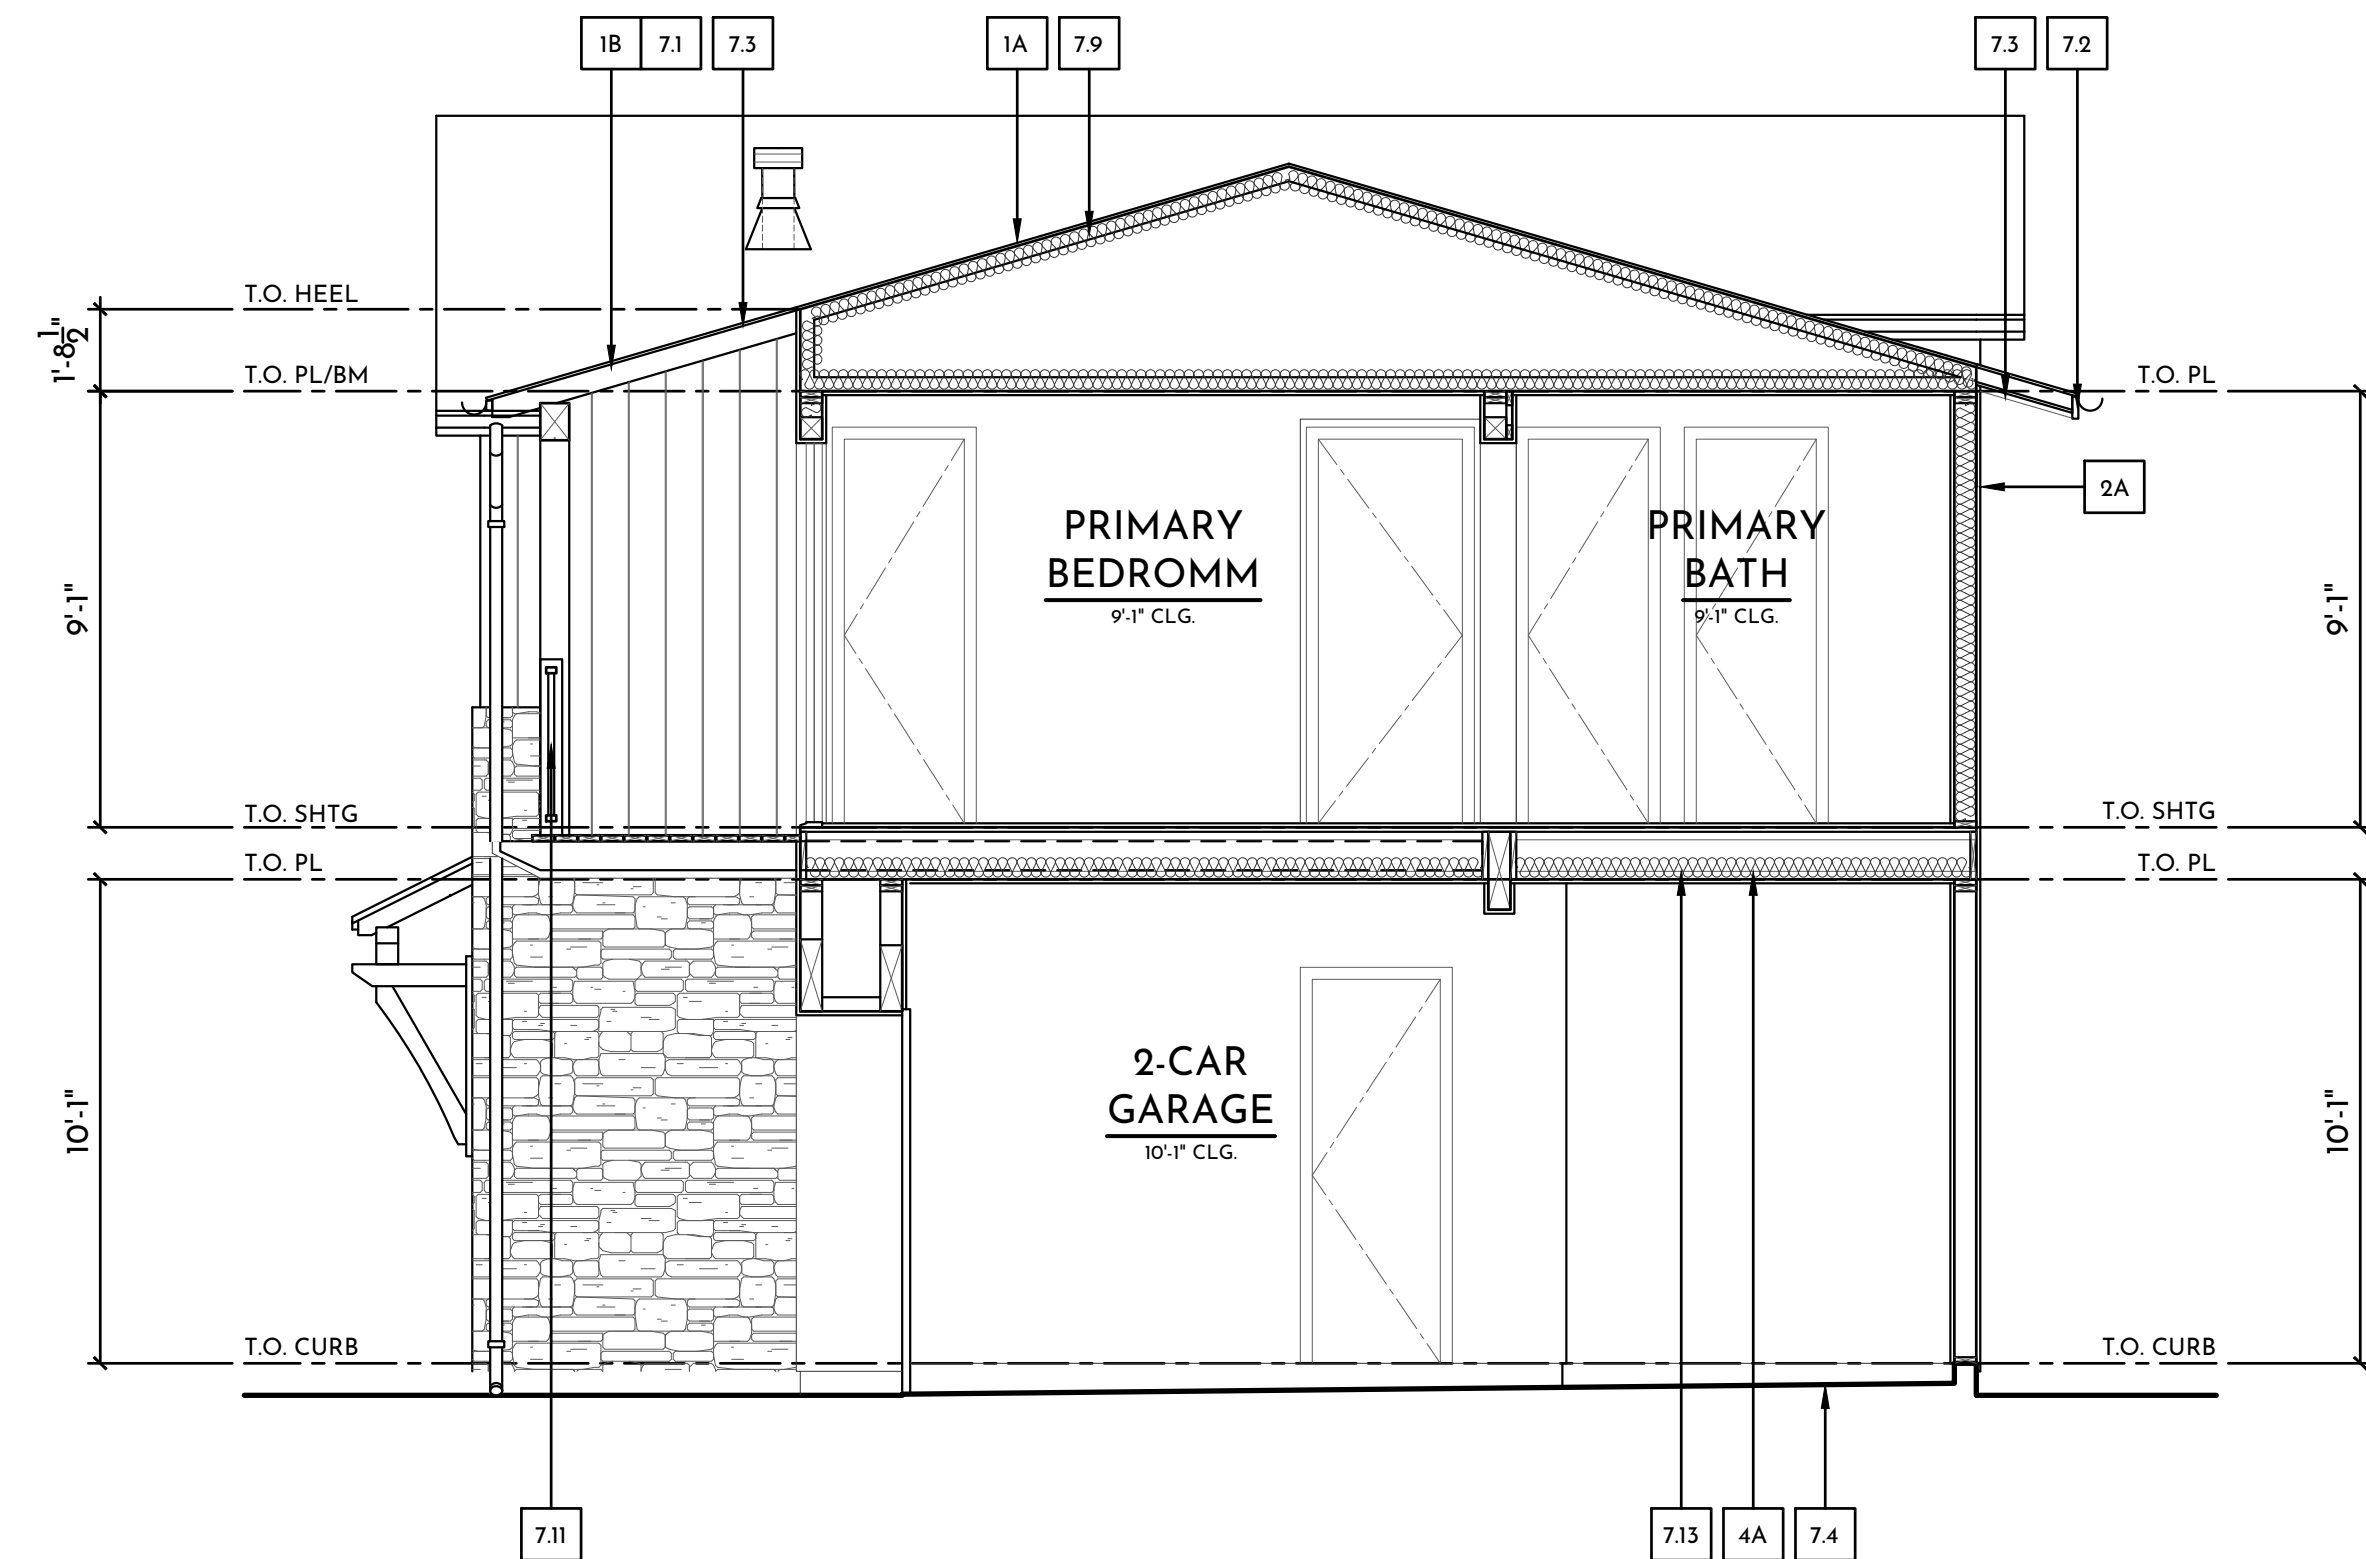 1B
7.1
7.3
1A
7.9
7.3
7.2
T.O. HEEL
1'-8 1/2"
T.O. PL/BM
T.O. PL
2A
PRIMARY
BEDROMM
9'-1" CLG.
PRIMARY
BATH
9'-1" CLG.
9'-1"
9'-1"
T.O. SHTG
T.O. SHTG
T.O. PL
T.O. PL
2-CAR
GARAGE
10'-1" CLG.
10'-1"
10'-1"
T.O. CURB
T.O. CURB
7.11
7.13
4A
7.4